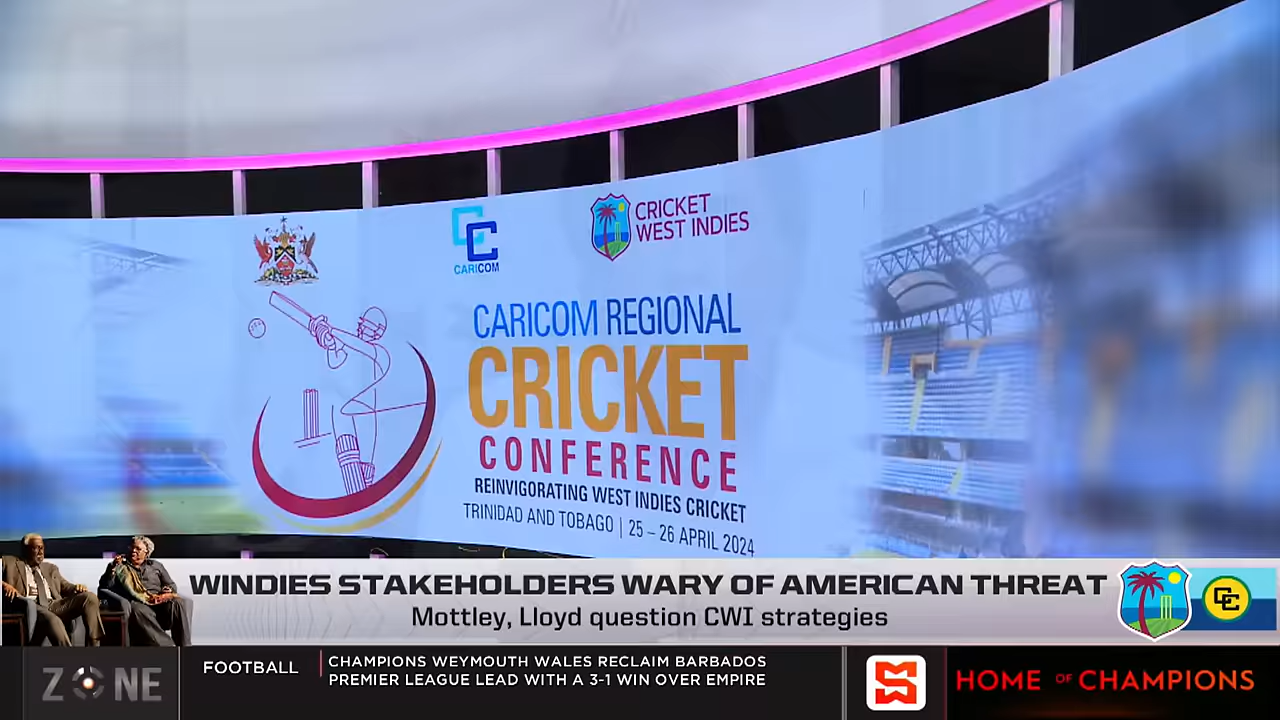 CARICOM
CRICKET
WEST INDIES
CARICOM REGIONAL
CRICKET
CONFERENCE
REINVIGORATING WEST INDIES CRICKET
TRINIDAD AND TOBAGO | 25 – 26 APRIL 2024
WINDIES STAKEHOLDERS WARY OF AMERICAN THREAT
Mottley, Lloyd question CWI strategies
ZONE
FOOTBALL
CHAMPIONS WEYMOUTH WALES RECLAIM BARBADOS
PREMIER LEAGUE LEAD WITH A 3-1 WIN OVER EMPIRE
HOME OF CHAMPIONS